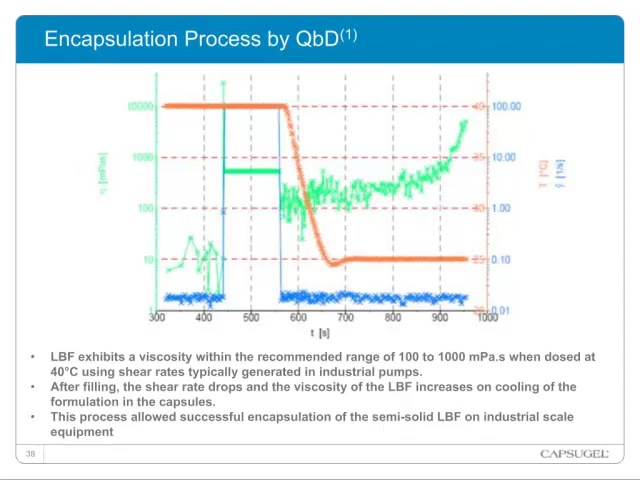 Encapsulation Process by QbD(1)
10000
1000
100
10
1
η [mPas]
40
35
30
25
T [°C]
100.00
10.00
1.00
0.10
0.01
[1/s]
300 400 500 600 700 800 900 1000
t [s]
• LBF exhibits a viscosity within the recommended range of 100 to 1000 mPa.s when dosed at
40°C using shear rates typically generated in industrial pumps.
• After filling, the shear rate drops and the viscosity of the LBF increases on cooling of the
formulation in the capsules.
• This process allowed successful encapsulation of the semi-solid LBF on industrial scale
equipment
38
CAPSUGEL